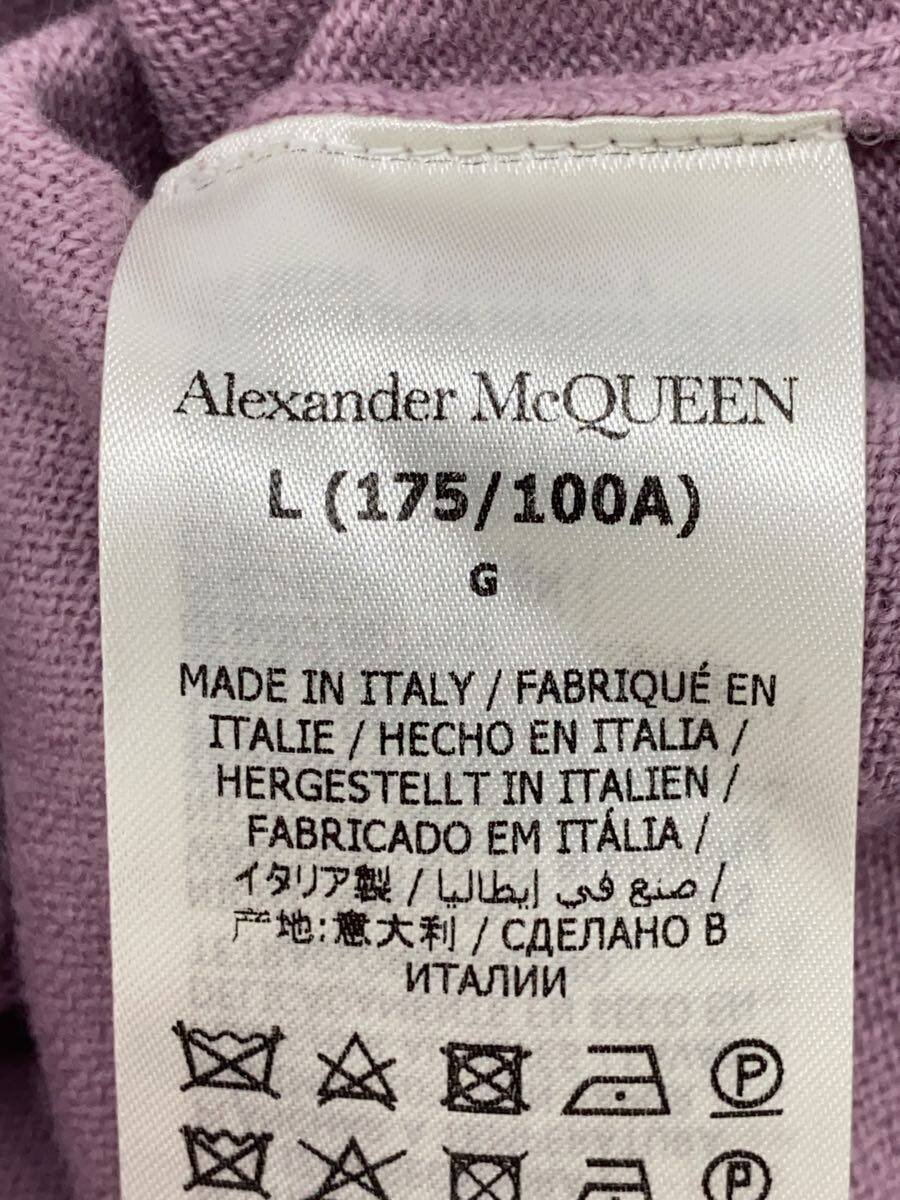 Alexander McQUEEN
L (175/100A)
G
MADE IN ITALY / FABRIQUÉ EN
ITALIE / HECHO EN ITALIA /
HERGESTELLT IN ITALIEN /
FABRICADO EM ITÁLIA /
イタリア製 / صنع في إيطاليا /
产地:意大利 / СДЕЛАНО В
ИТАЛИИ
P
P